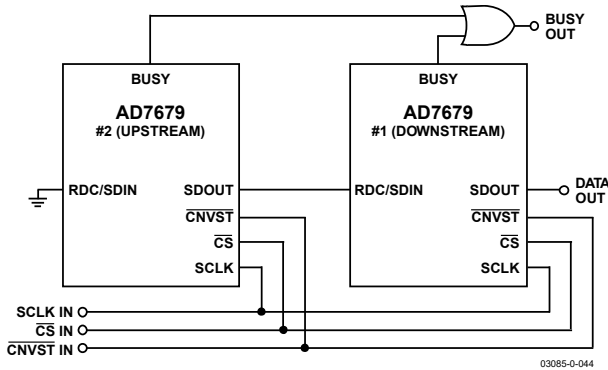 BUSY OUT
BUSY
BUSY
AD7679
#2 (UPSTREAM)
AD7679
#1 (DOWNSTREAM)
RDC/SDIN
SDOUT
RDC/SDIN
SDOUT
DATA OUT
CNVST
CNVST
CS
CS
SCLK
SCLK
SCLK IN
CS IN
CNVST IN
03085-0-044